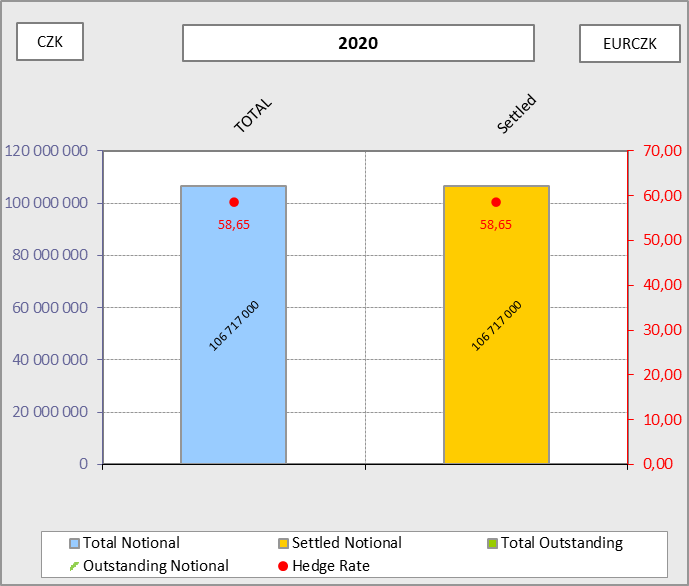 CZK
2020
EURCZK
TOTAL
Settled
120 000 000
70,00
100 000 000
60,00
80 000 000
50,00
60 000 000
40,00
40 000 000
30,00
20 000 000
20,00
0
10,00
0,00
58,65
58,65
106 717 000
106 717 000
Total Notional
Settled Notional
Total Outstanding
Outstanding Notional
Hedge Rate